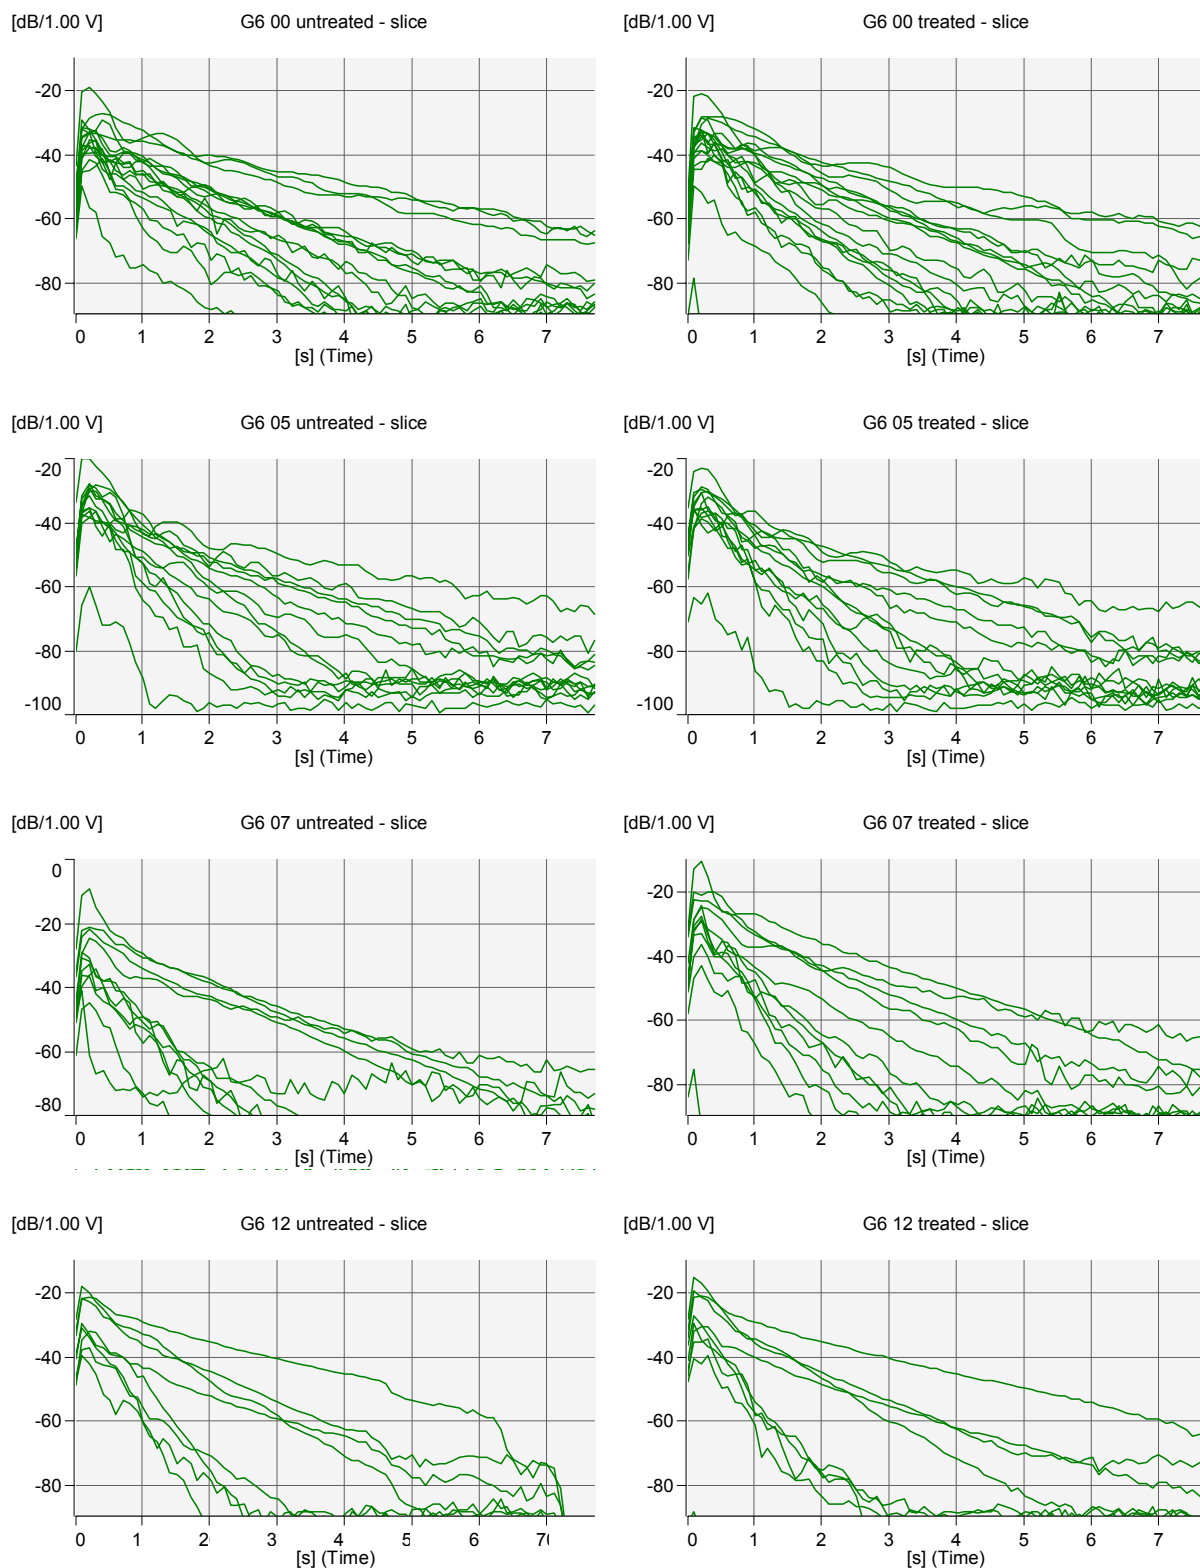 [dB/1.00 V] G6 00 untreated - slice
-20
-40
-60
-80
0 1 2 3 4 5 6 7
[s] (Time)
[dB/1.00 V] G6 00 treated - slice
-20
-40
-60
-80
0 1 2 3 4 5 6 7
[s] (Time)
[dB/1.00 V] G6 05 untreated - slice
-20
-40
-60
-80
-100
0 1 2 3 4 5 6 7
[s] (Time)
[dB/1.00 V] G6 05 treated - slice
-20
-40
-60
-80
-100
0 1 2 3 4 5 6 7
[s] (Time)
[dB/1.00 V] G6 07 untreated - slice
0
-20
-40
-60
-80
0 1 2 3 4 5 6 7
[s] (Time)
[dB/1.00 V] G6 07 treated - slice
-20
-40
-60
-80
0 1 2 3 4 5 6 7
[s] (Time)
[dB/1.00 V] G6 12 untreated - slice
-20
-40
-60
-80
0 1 2 3 4 5 6 7
[s] (Time)
[dB/1.00 V] G6 12 treated - slice
-20
-40
-60
-80
0 1 2 3 4 5 6 7
[s] (Time)